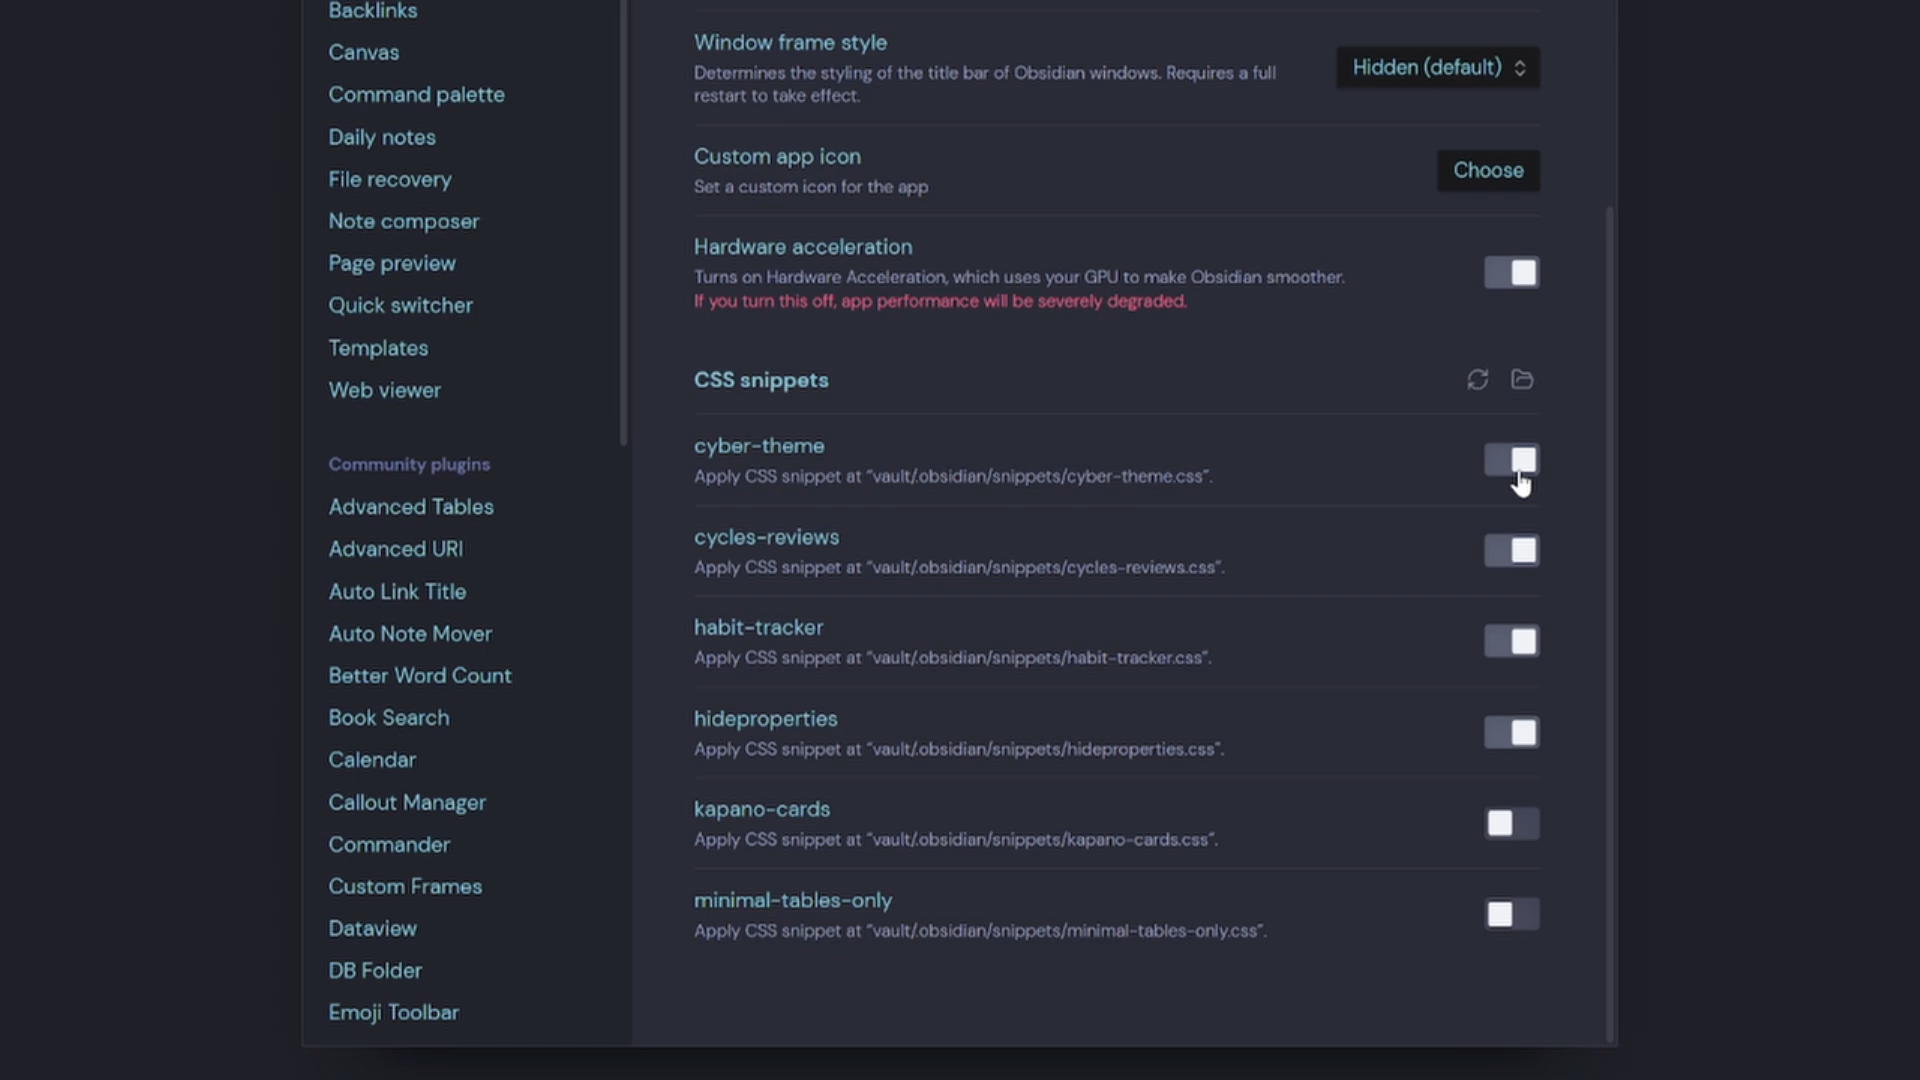 Backlinks
Canvas
Command palette
Daily notes
File recovery
Note composer
Page preview
Quick switcher
Templates
Web viewer
Community plugins
Advanced Tables
Advanced URI
Auto Link Title
Auto Note Mover
Better Word Count
Book Search
Calendar
Callout Manager
Commander
Custom Frames
Dataview
DB Folder
Emoji Toolbar
Window frame style
Determines the styling of the title bar of Obsidian windows. Requires a full
restart to take effect.
Hidden (default)
Custom app icon
Set a custom icon for the app
Choose
Hardware acceleration
Turns on Hardware Acceleration, which uses your GPU to make Obsidian smoother.
If you turn this off, app performance will be severely degraded.
CSS snippets
cyber-theme
Apply CSS snippet at “vault/.obsidian/snippets/cyber-theme.css”.
cycles-reviews
Apply CSS snippet at “vault/.obsidian/snippets/cycles-reviews.css”.
habit-tracker
Apply CSS snippet at “vault/.obsidian/snippets/habit-tracker.css”.
hideproperties
Apply CSS snippet at “vault/.obsidian/snippets/hideproperties.css”.
kapano-cards
Apply CSS snippet at “vault/.obsidian/snippets/kapano-cards.css”.
minimal-tables-only
Apply CSS snippet at “vault/.obsidian/snippets/minimal-tables-only.css”.